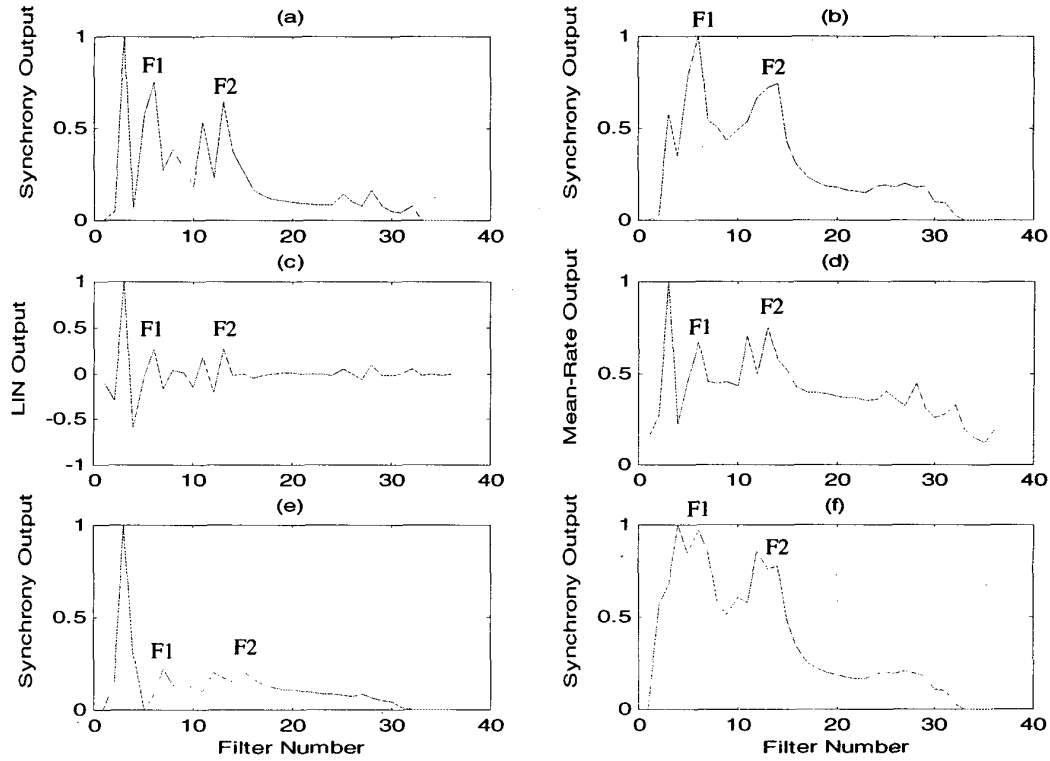 (a)
Synchrony Output
1
0.5
0
F1
F2
0 10 20 30 40
(b)
Synchrony Output
1
0.5
0
F1
F2
0 10 20 30 40
(c)
LIN Output
1
0.5
0
-0.5
-1
F1
F2
0 10 20 30 40
(d)
Mean-Rate Output
1
0.5
0
F1
F2
0 10 20 30 40
(e)
Synchrony Output
1
0.5
0
F1
F2
0 10 20 30 40
Filter Number
(f)
Synchrony Output
1
0.5
0
F1
F2
0 10 20 30 40
Filter Number